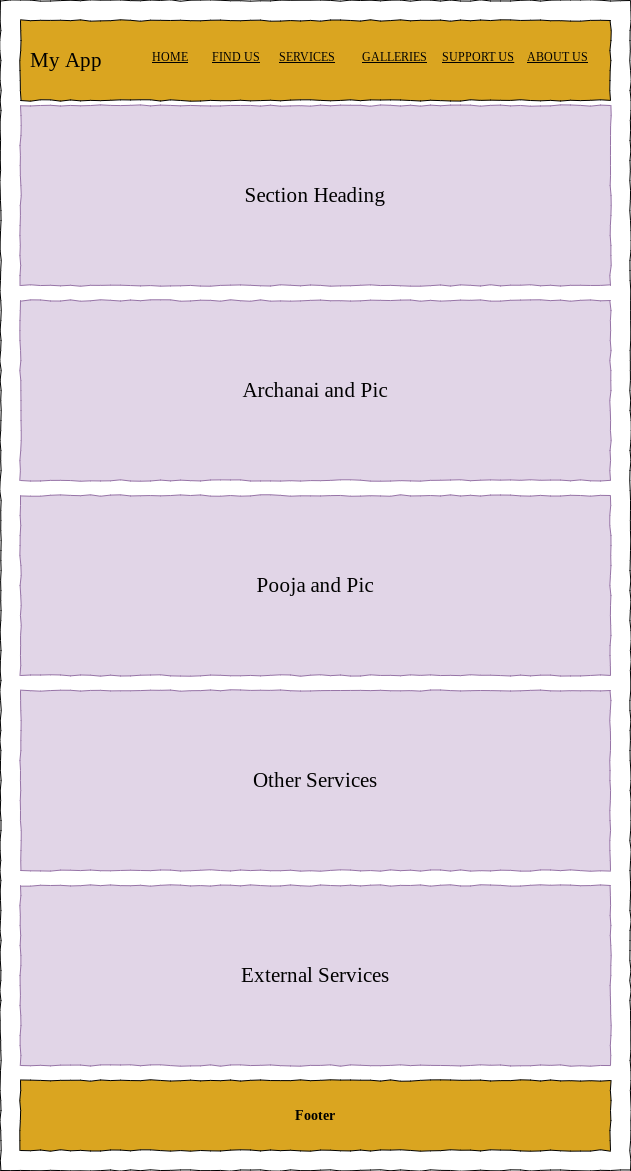 My App HOME FIND US SERVICES GALLERIES SUPPORT US ABOUT US
Section Heading
Archanai and Pic
Pooja and Pic
Other Services
External Services
Footer